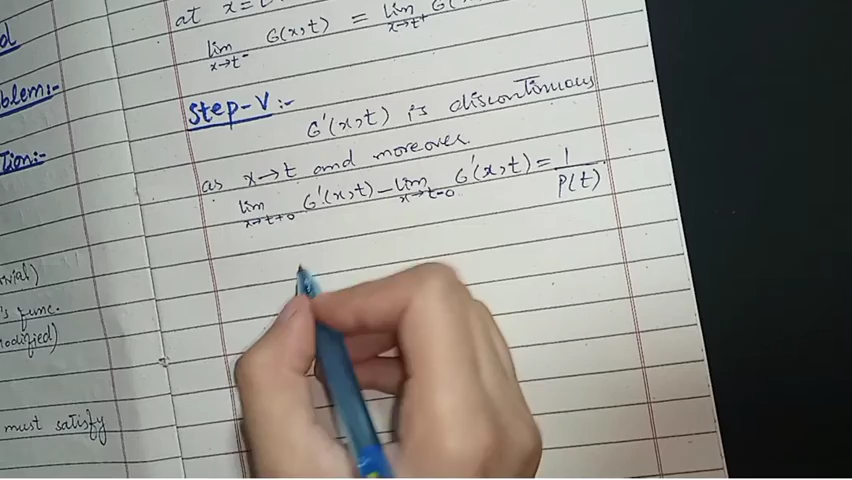 d
blem:-
tion:-
vial)
's func.
modified)
must satisfy
at x=t
lim G(x,t) = lim G(x
x→t⁻ x→t⁺
Step-V:-
G'(x,t) is discontinuous
as x→t and moreover.
lim G'(x,t) - lim G'(x,t) = 1/P(t)
x→t+0 x→t-0